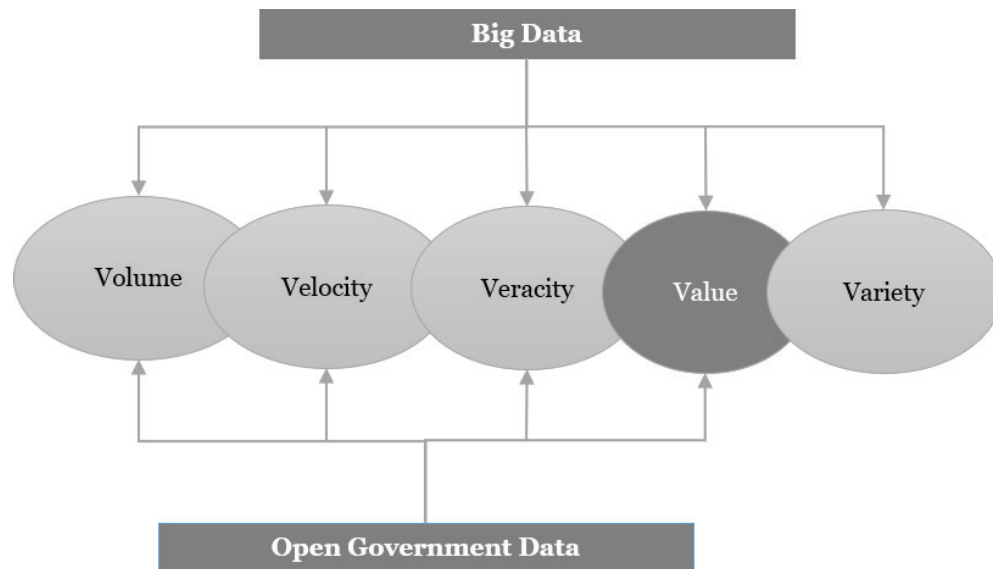 Big Data
Volume
Velocity
Veracity
Value
Variety
Open Government Data